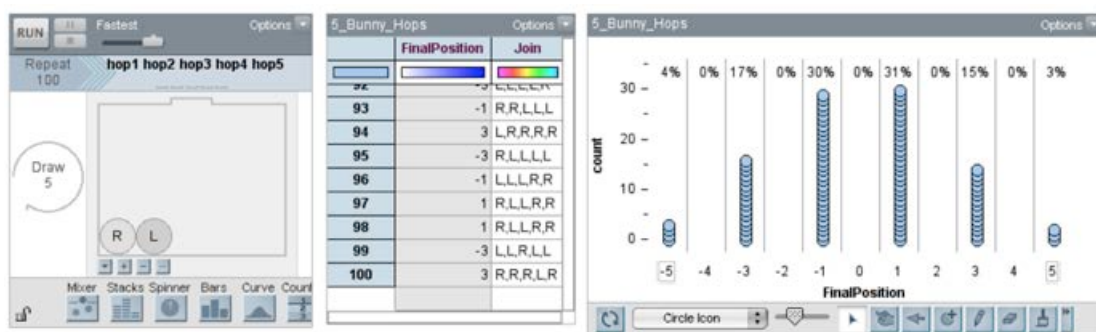 RUN
Fastest
Options
Repeat
100
hop1 hop2 hop3 hop4 hop5
Draw
5
R L
Mixer Stacks Spinner Bars Curve Count
5_Bunny_Hops Options
FinalPosition Join
93 -1 R,R,L,L,L
94 3 L,R,R,R,R
95 -3 R,L,L,L,L
96 -1 L,L,L,R,R
97 1 R,L,L,R,R
98 1 R,L,L,R,R
99 -3 L,L,R,L,L
100 3 R,R,R,L,R
5_Bunny_Hops Options
4% 0% 17% 0% 30% 0% 31% 0% 15% 0% 3%
30
20
10
0
count
-5 -4 -3 -2 -1 0 1 2 3 4 5
FinalPosition
Circle Icon